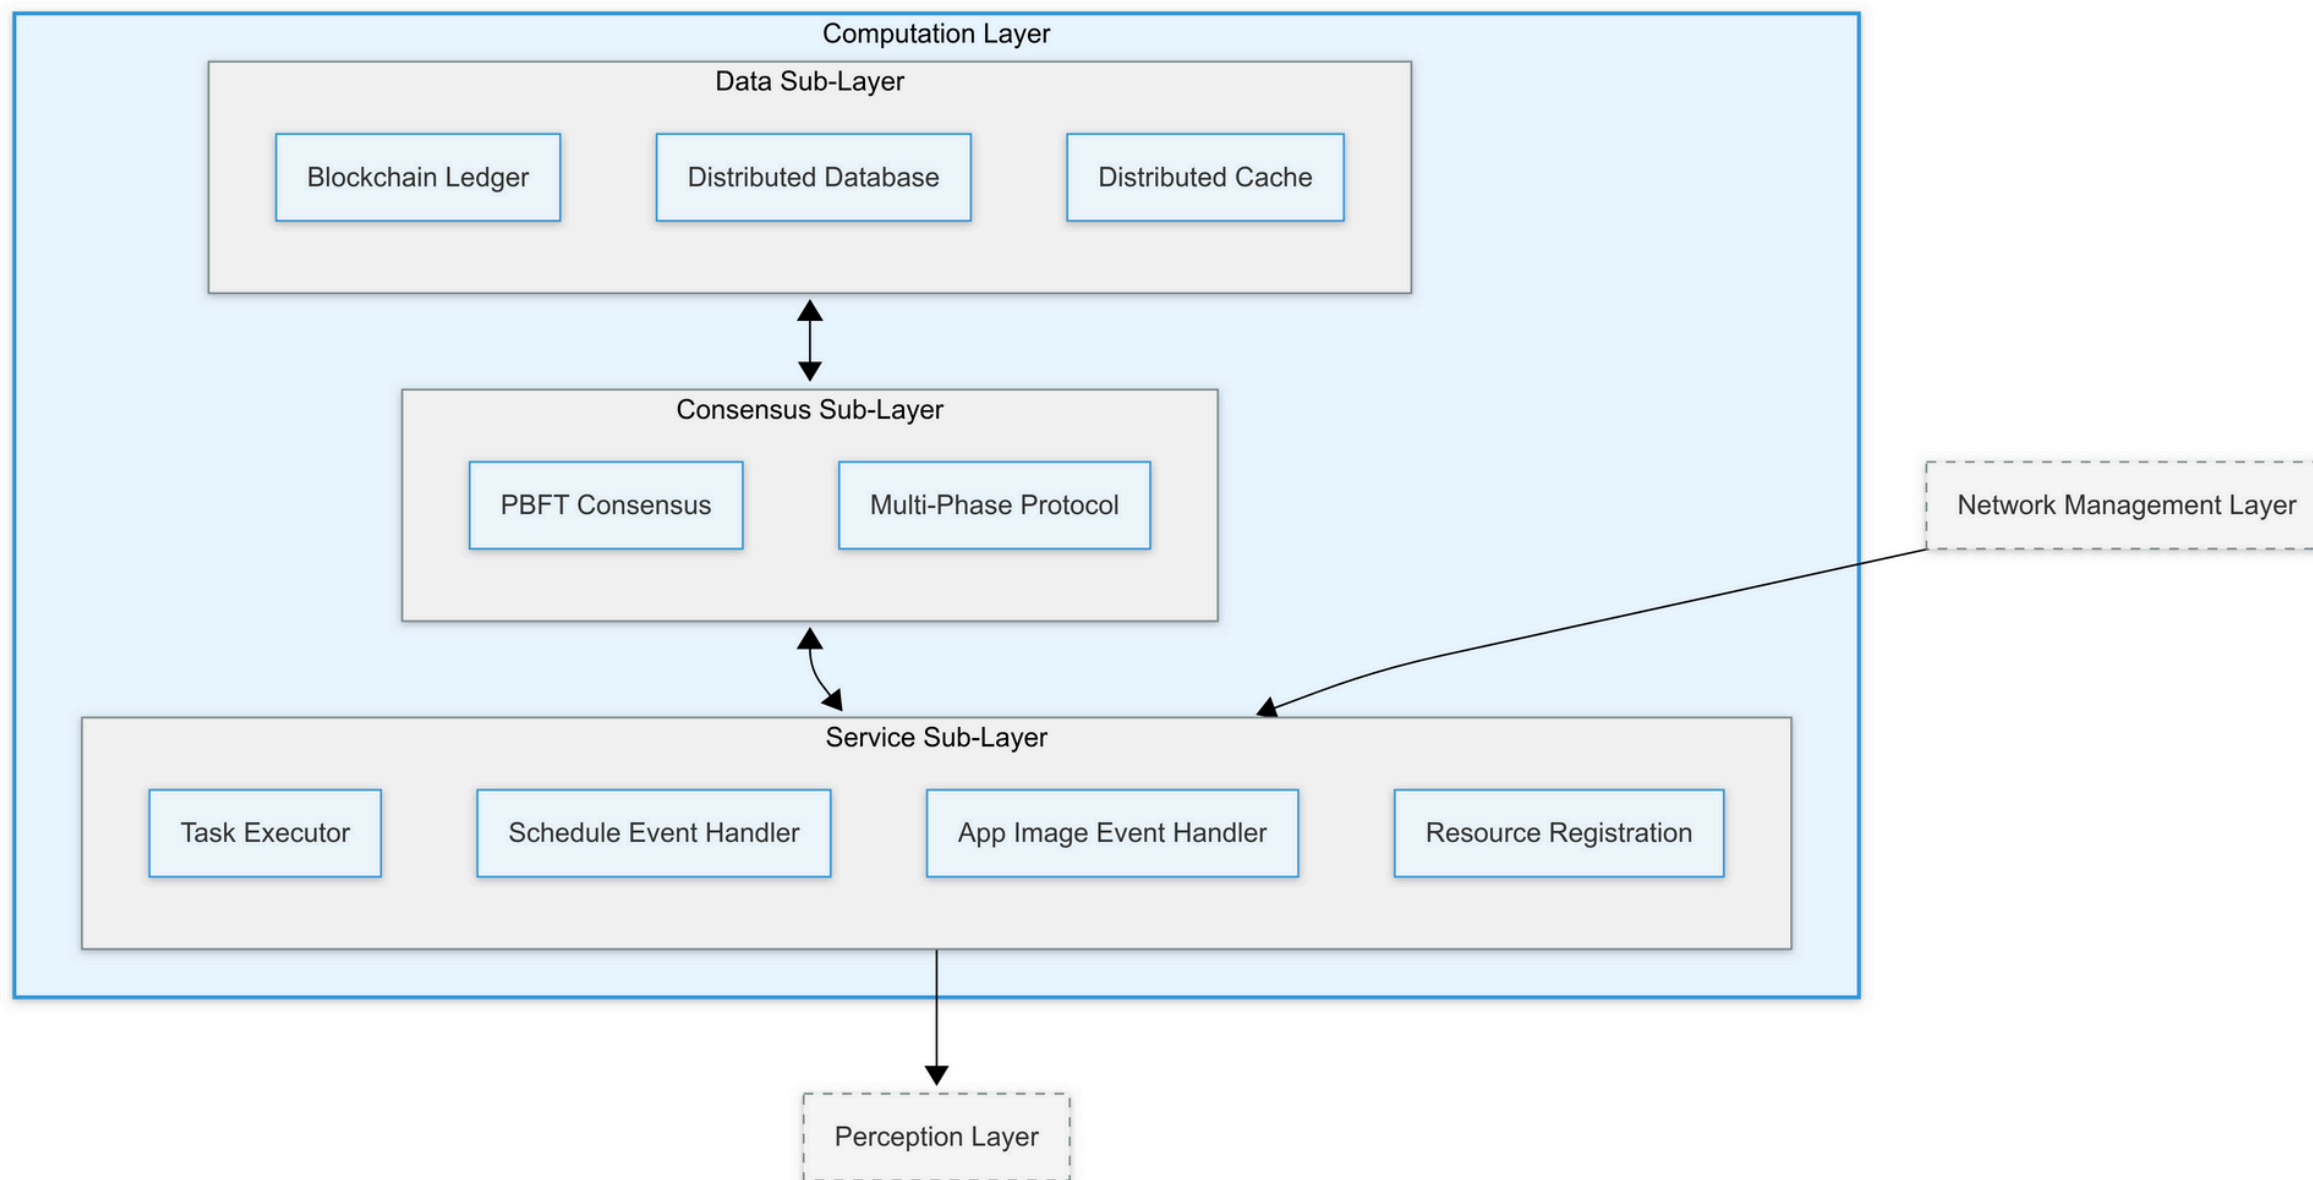 Computation Layer
Data Sub-Layer
Blockchain Ledger
Distributed Database
Distributed Cache
Consensus Sub-Layer
PBFT Consensus
Multi-Phase Protocol
Network Management Layer
Service Sub-Layer
Task Executor
Schedule Event Handler
App Image Event Handler
Resource Registration
Perception Layer